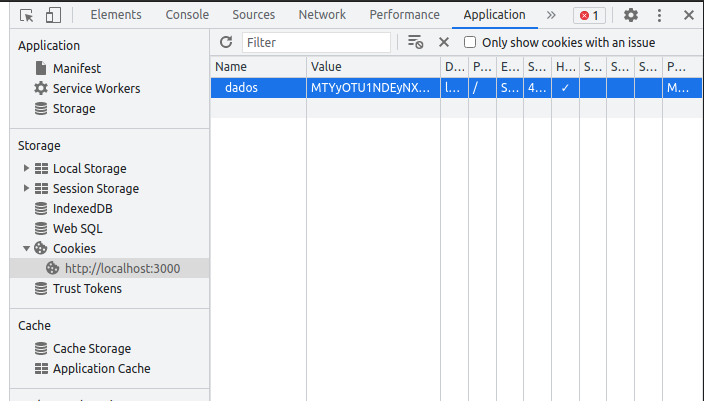 Elements Console Sources Network Performance Application » 1
Application
Manifest
Service Workers
Storage
Storage
Local Storage
Session Storage
IndexedDB
Web SQL
Cookies
http://localhost:3000
Trust Tokens
Cache
Cache Storage
Application Cache
Filter Only show cookies with an issue
Name Value D... P... E... S... H... S... S... S... P...
dados MTYyOTU1NDEyNX... l... / S... 4... ✓ M...